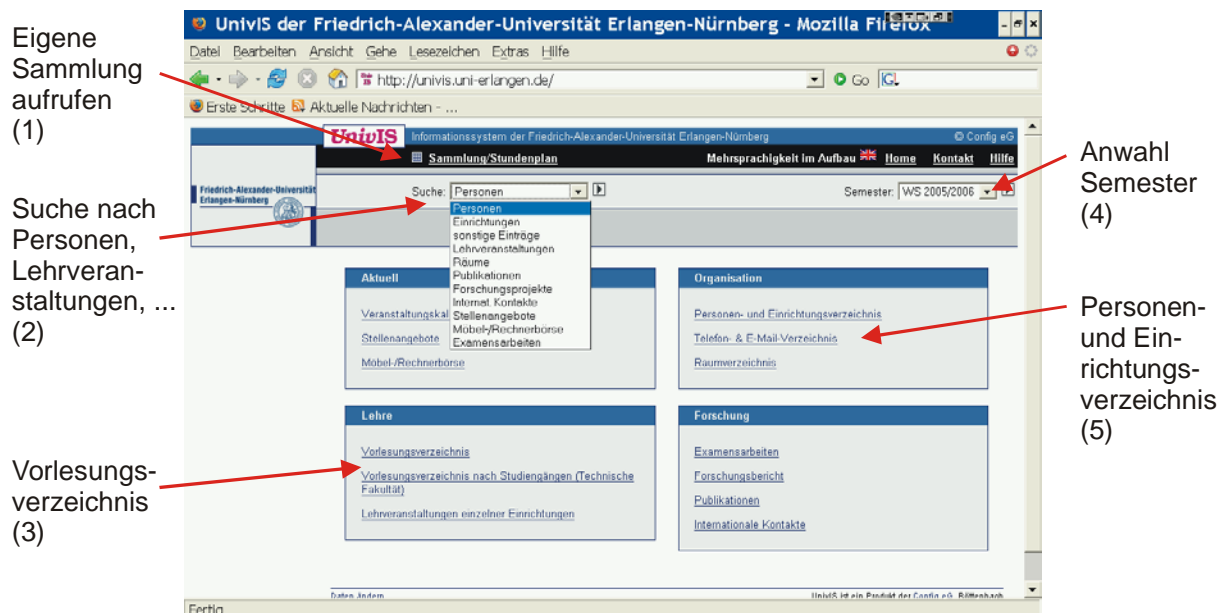 UnivIS der Friedrich-Alexander-Universität Erlangen-Nürnberg - Mozilla Firefox
Datei Bearbeiten Ansicht Gehe Lesezeichen Extras Hilfe
http://univis.uni-erlangen.de/
Go
Erste Schritte Aktuelle Nachrichten - ...
Eigene
Sammlung
aufrufen
(1)
UnivIS Informationssystem der Friedrich-Alexander-Universität Erlangen-Nürnberg © Config eG
Sammlung/Stundenplan Mehrsprachigkeit im Aufbau Home Kontakt Hilfe
Friedrich-Alexander-Universität
Erlangen-Nürnberg
Suche: Personen
Semester: WS 2005/2006
Personen
Einrichtungen
sonstige Einträge
Lehrveranstaltungen
Räume
Publikationen
Forschungsprojekte
Internat. Kontakte
Stellenangebote
Möbel-/Rechnerbörse
Examensarbeiten
Anwahl
Semester
(4)
Suche nach
Personen,
Lehrveran-
staltungen, ...
(2)
Aktuell
Veranstaltungskal
Stellenangebote
Möbel-/Rechnerbörse
Organisation
Personen- und Einrichtungsverzeichnis
Telefon- & E-Mail-Verzeichnis
Raumverzeichnis
Personen-
und Ein-
richtungs-
verzeichnis
(5)
Lehre
Vorlesungsverzeichnis
Vorlesungsverzeichnis nach Studiengängen (Technische
Fakultät)
Lehrveranstaltungen einzelner Einrichtungen
Forschung
Examensarbeiten
Forschungsbericht
Publikationen
Internationale Kontakte
Vorlesungs-
verzeichnis
(3)
Daten ändern
UnivIS ist ein Produkt der Config eG, Büttenbach
Fertig